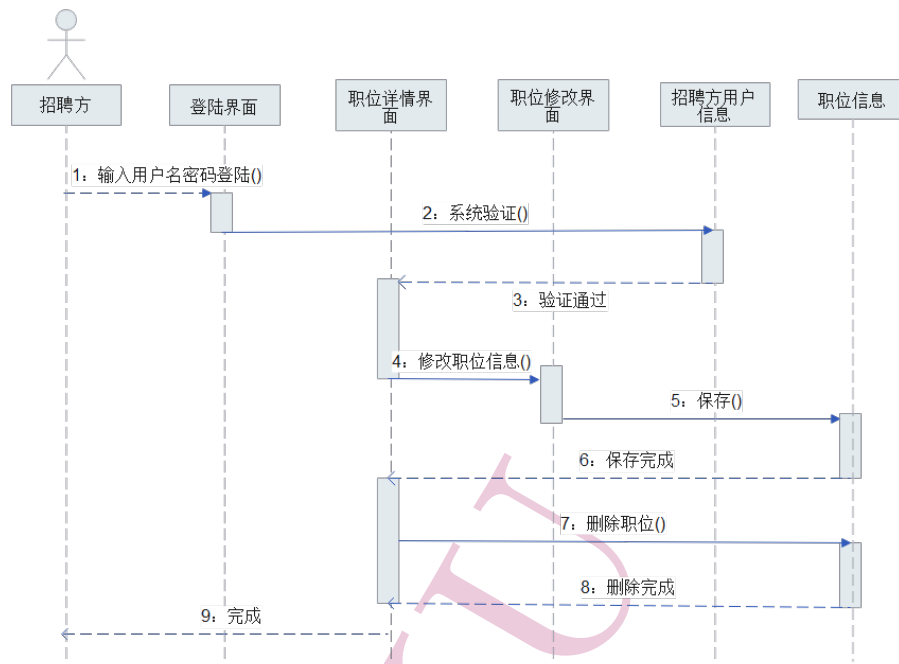 招聘方
登陆界面
职位详情界
面
职位修改界
面
招聘方用户
信息
职位信息
1：输入用户名密码登陆()
2：系统验证()
3：验证通过
4：修改职位信息()
5：保存()
6：保存完成
7：删除职位()
8：删除完成
9：完成
U